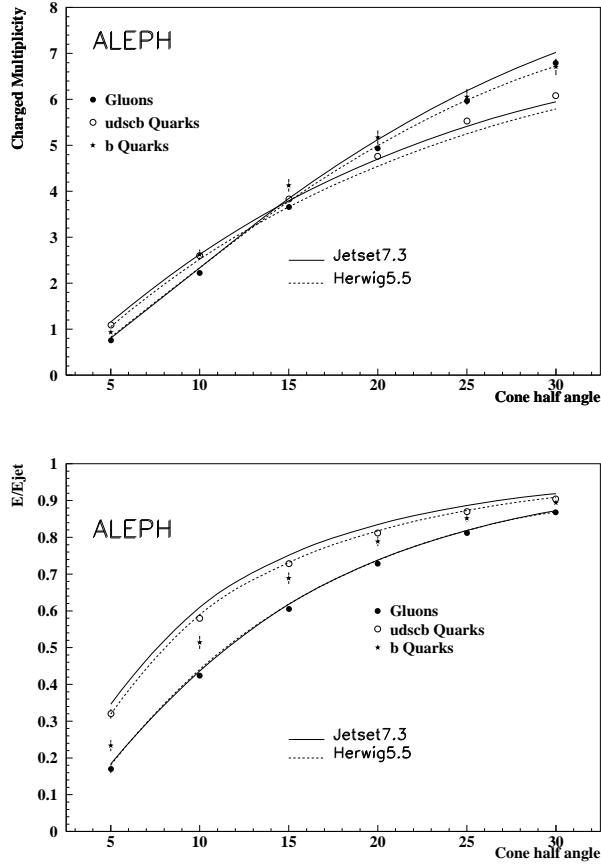 Charged Multiplicity
8
7
6
5
4
3
2
1
0
ALEPH
Gluons
udscb Quarks
b Quarks
Jetset7.3
Herwig5.5
5 10 15 20 25 30
Cone half angle
E/Ejet
1
0.9
0.8
0.7
0.6
0.5
0.4
0.3
0.2
0.1
0
ALEPH
Gluons
udscb Quarks
b Quarks
Jetset7.3
Herwig5.5
5 10 15 20 25 30
Cone half angle